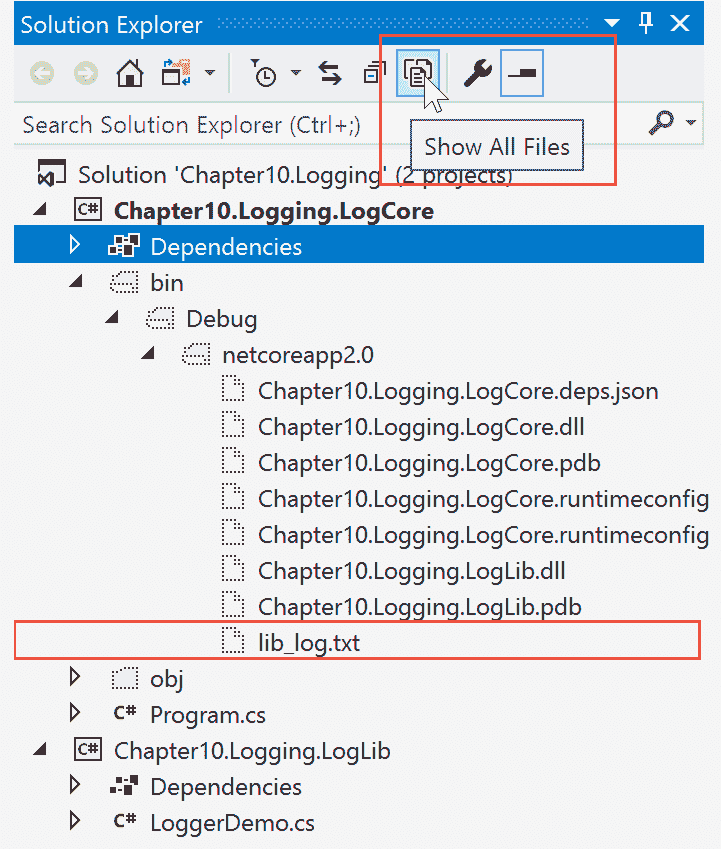 Solution Explorer
Search Solution Explorer (Ctrl+;)
Show All Files
Solution 'Chapter10.Logging' (2 projects)
C# Chapter10.Logging.LogCore
Dependencies
bin
Debug
netcoreapp2.0
Chapter10.Logging.LogCore.deps.json
Chapter10.Logging.LogCore.dll
Chapter10.Logging.LogCore.pdb
Chapter10.Logging.LogCore.runtimeconfig
Chapter10.Logging.LogCore.runtimeconfig
Chapter10.Logging.LogLib.dll
Chapter10.Logging.LogLib.pdb
lib_log.txt
obj
C# Program.cs
C# Chapter10.Logging.LogLib
Dependencies
C# LoggerDemo.cs